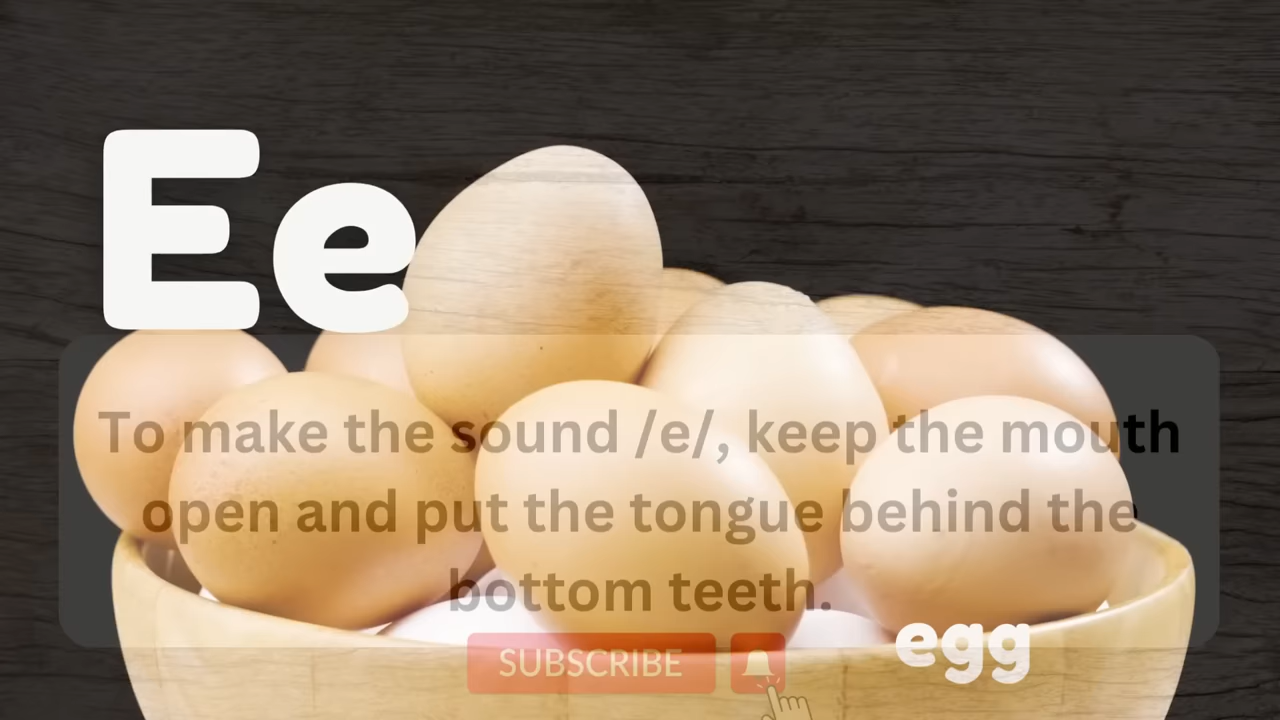 Ee
To make the sound /e/, keep the mouth
open and put the tongue behind the
bottom teeth.
egg
SUBSCRIBE